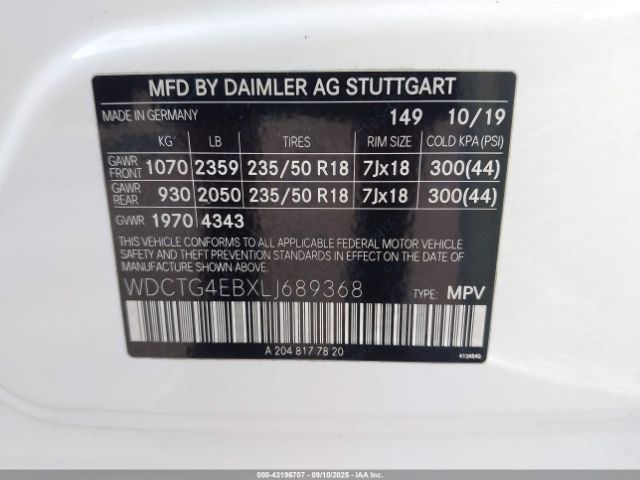 MFD BY DAIMLER AG STUTTGART
MADE IN GERMANY 149 10/19
KG LB TIRES RIM SIZE COLD KPA(PSI)
GAWR FRONT 1070 2359 235/50 R18 7Jx18 300(44)
GAWR REAR 930 2050 235/50 R18 7Jx18 300(44)
GVWR 1970 4343
THIS VEHICLE CONFORMS TO ALL APPLICABLE FEDERAL MOTOR VEHICLE
SAFETY AND THEFT PREVENTION STANDARDS IN EFFECT ON THE
DATE OF MANUFACTURE SHOWN ABOVE.
WDCTG4EBXLJ689368 TYPE: MPV
A 204 817 78 20
4134840
000-43196707 - 09/10/2025 - IAAI.COM